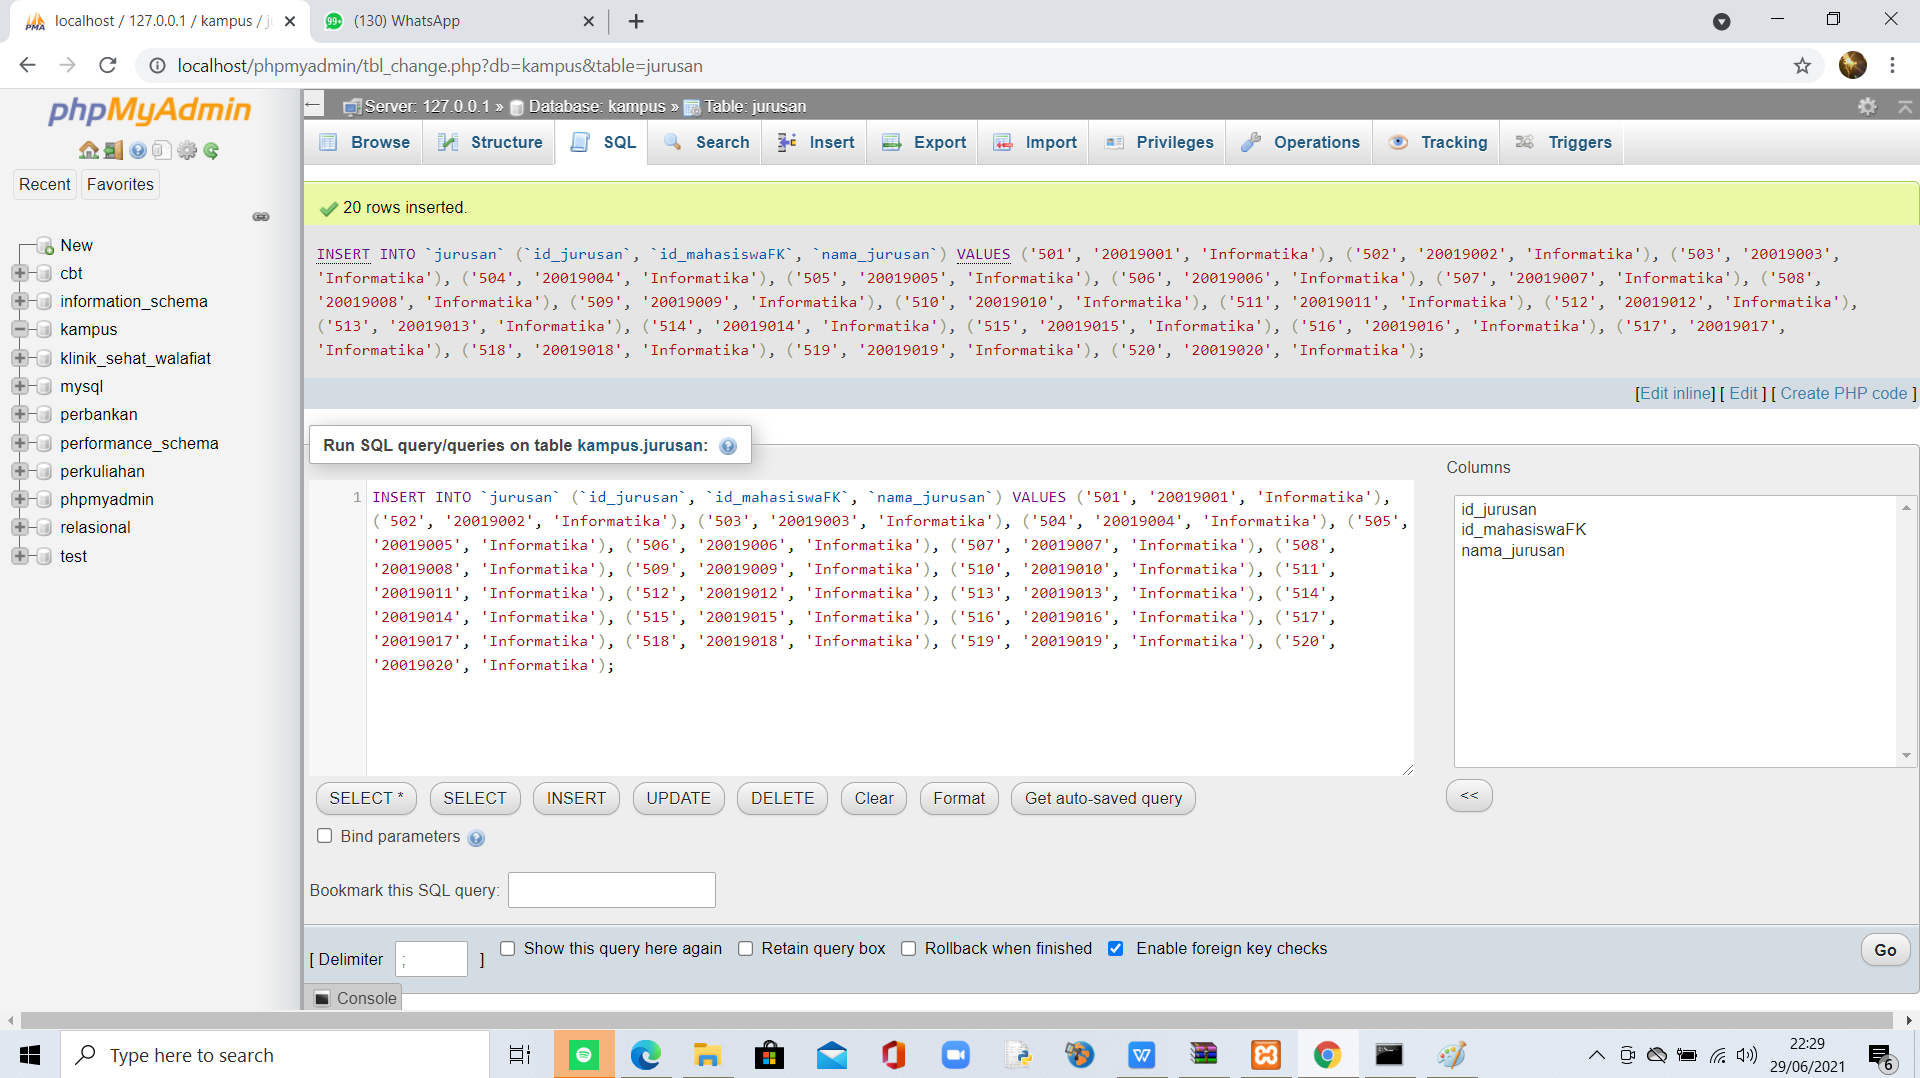 localhost / 127.0.0.1 / kampus / ju
(130) WhatsApp
localhost/phpmyadmin/tbl_change.php?db=kampus&table=jurusan
phpMyAdmin
Recent
Favorites
New
cbt
information_schema
kampus
klinik_sehat_walafiat
mysql
perbankan
performance_schema
perkuliahan
phpmyadmin
relasional
test
Server: 127.0.0.1 » Database: kampus » Table: jurusan
Browse Structure SQL Search Insert Export Import Privileges Operations Tracking Triggers
20 rows inserted.
INSERT INTO `jurusan` (`id_jurusan`, `id_mahasiswaFK`, `nama_jurusan`) VALUES ('501', '20019001', 'Informatika'), ('502', '20019002', 'Informatika'), ('503', '20019003',
'Informatika'), ('504', '20019004', 'Informatika'), ('505', '20019005', 'Informatika'), ('506', '20019006', 'Informatika'), ('507', '20019007', 'Informatika'), ('508',
'20019008', 'Informatika'), ('509', '20019009', 'Informatika'), ('510', '20019010', 'Informatika'), ('511', '20019011', 'Informatika'), ('512', '20019012', 'Informatika'),
('513', '20019013', 'Informatika'), ('514', '20019014', 'Informatika'), ('515', '20019015', 'Informatika'), ('516', '20019016', 'Informatika'), ('517', '20019017',
'Informatika'), ('518', '20019018', 'Informatika'), ('519', '20019019', 'Informatika'), ('520', '20019020', 'Informatika');
[Edit inline] [ Edit ] [ Create PHP code ]
Run SQL query/queries on table kampus.jurusan:
1
INSERT INTO `jurusan` (`id_jurusan`, `id_mahasiswaFK`, `nama_jurusan`) VALUES ('501', '20019001', 'Informatika'),
('502', '20019002', 'Informatika'), ('503', '20019003', 'Informatika'), ('504', '20019004', 'Informatika'), ('505',
'20019005', 'Informatika'), ('506', '20019006', 'Informatika'), ('507', '20019007', 'Informatika'), ('508',
'20019008', 'Informatika'), ('509', '20019009', 'Informatika'), ('510', '20019010', 'Informatika'), ('511',
'20019011', 'Informatika'), ('512', '20019012', 'Informatika'), ('513', '20019013', 'Informatika'), ('514',
'20019014', 'Informatika'), ('515', '20019015', 'Informatika'), ('516', '20019016', 'Informatika'), ('517',
'20019017', 'Informatika'), ('518', '20019018', 'Informatika'), ('519', '20019019', 'Informatika'), ('520',
'20019020', 'Informatika');
Columns
id_jurusan
id_mahasiswaFK
nama_jurusan
<<
SELECT * SELECT INSERT UPDATE DELETE Clear Format Get auto-saved query
Bind parameters
Bookmark this SQL query:
[ Delimiter ; ] Show this query here again Retain query box Rollback when finished Enable foreign key checks
Go
Console
Type here to search
22:29
29/06/2021
6